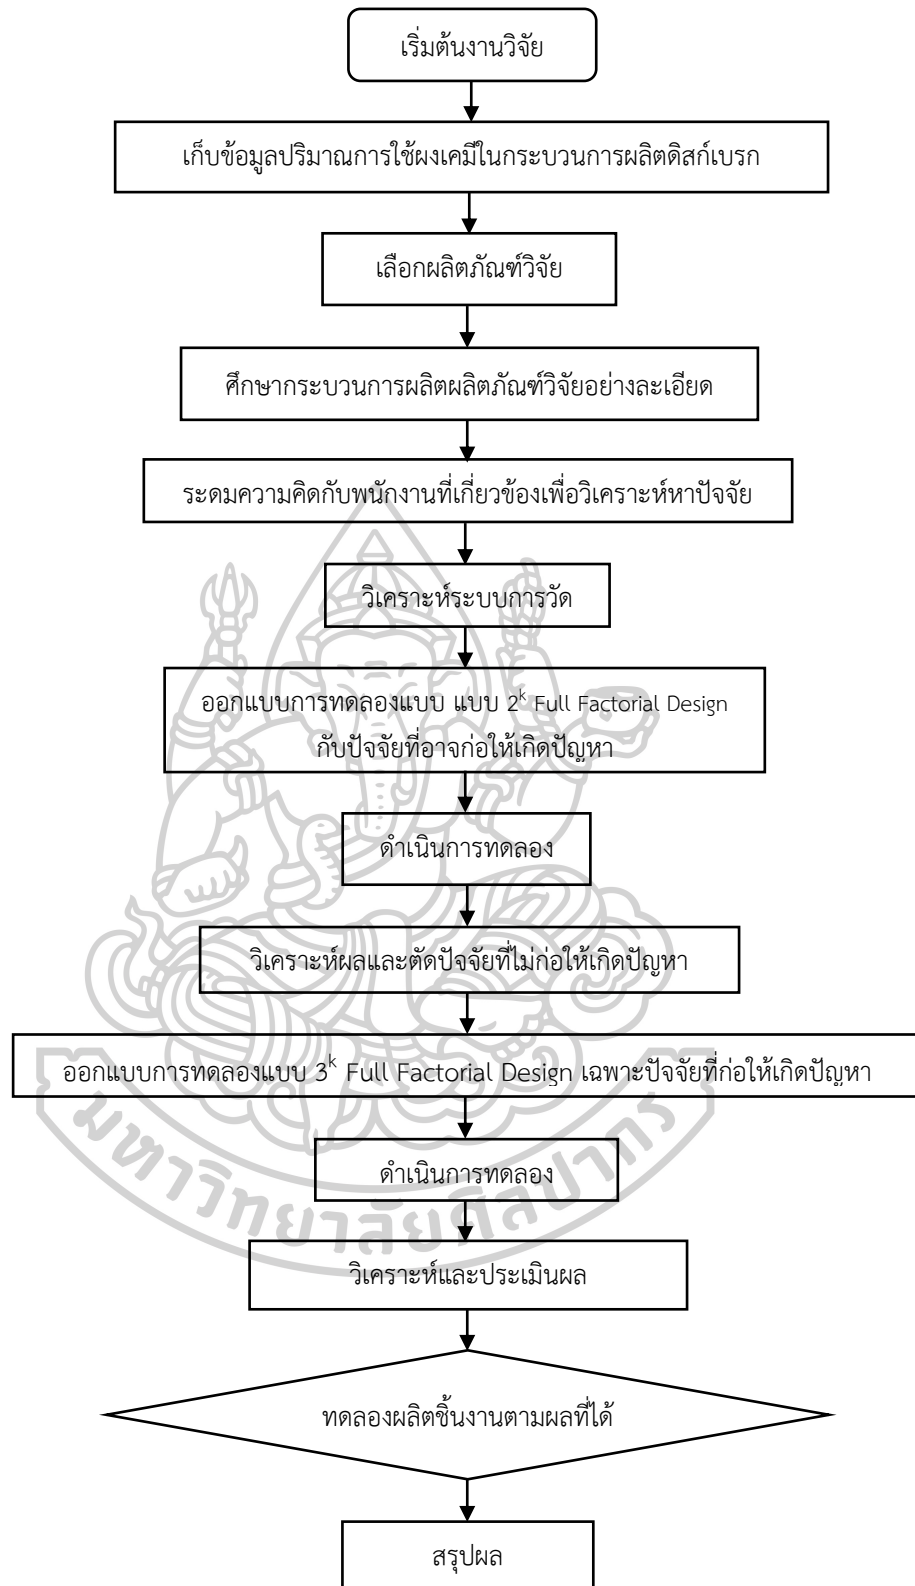 เริ่มต้นงานวิจัย
เก็บข้อมูลปริมาณการใช้ผงเคมีในกระบวนการผลิตดิสก์เบรก
เลือกผลิตภัณฑ์วิจัย
ศึกษากระบวนการผลิตผลิตภัณฑ์วิจัยอย่างละเอียด
ระดมความคิดกับพนักงานที่เกี่ยวข้องเพื่อวิเคราะห์หาปัจจัย
วิเคราะห์ระบบการวัด
ออกแบบการทดลองแบบ แบบ 2^k Full Factorial Design
กับปัจจัยที่อาจก่อให้เกิดปัญหา
ดำเนินการทดลอง
วิเคราะห์ผลและตัดปัจจัยที่ไม่ก่อให้เกิดปัญหา
ออกแบบการทดลองแบบ 3^k Full Factorial Design เฉพาะปัจจัยที่ก่อให้เกิดปัญหา
ดำเนินการทดลอง
วิเคราะห์และประเมินผล
ทดลองผลิตชิ้นงานตามผลที่ได้
สรุปผล
มหาวิทยาลัยศิลปากร